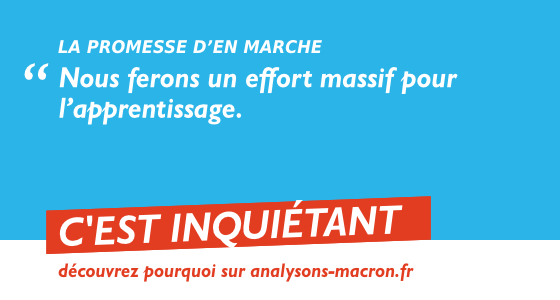 LA PROMESSE D’EN MARCHE
“ Nous ferons un effort massif pour
l’apprentissage.
C'EST INQUIÉTANT
découvrez pourquoi sur analysons-macron.fr